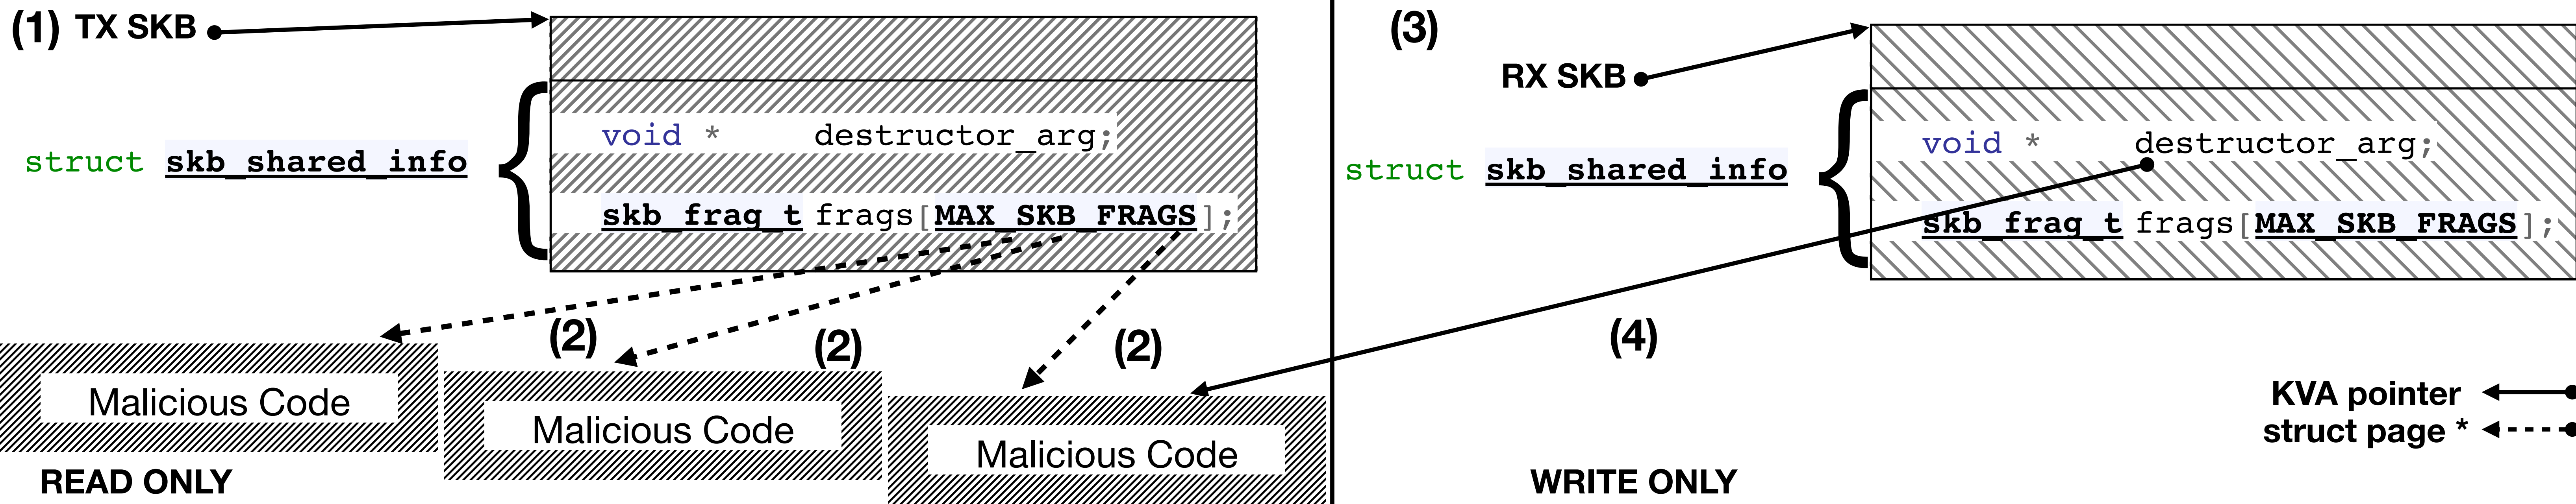 (1) TX SKB
struct skb_shared_info
void * destructor_arg;
skb_frag_t frags[MAX_SKB_FRAGS];
(2)
(2)
(2)
Malicious Code
Malicious Code
Malicious Code
READ ONLY
(3)
RX SKB
struct skb_shared_info
void * destructor_arg;
skb_frag_t frags[MAX_SKB_FRAGS];
(4)
KVA pointer
struct page *
WRITE ONLY